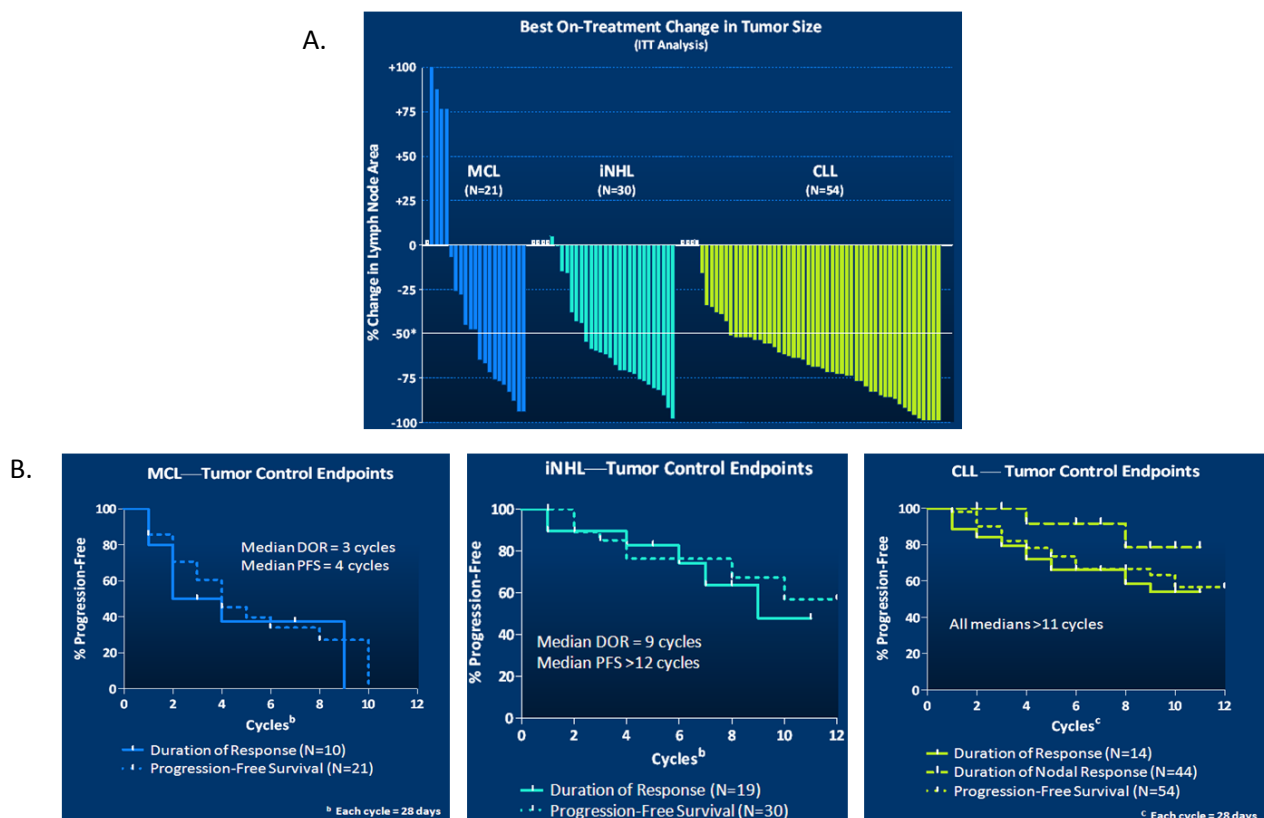 A.
Best On-Treatment Change in Tumor Size
(ITT Analysis)
% Change in Lymph Node Area
+100
+75
+50
+25
0
-25
-50*
-75
-100
MCL
(N=21)
iNHL
(N=30)
CLL
(N=54)
B.
MCL—Tumor Control Endpoints
% Progression-Free
100
80
60
40
20
0
Median DOR = 3 cycles
Median PFS = 4 cycles
0 2 4 6 8 10 12
Cyclesᵇ
Duration of Response (N=10)
Progression-Free Survival (N=21)
ᵇ Each cycle = 28 days
iNHL—Tumor Control Endpoints
% Progression-Free
100
80
60
40
20
0
Median DOR = 9 cycles
Median PFS >12 cycles
0 2 4 6 8 10 12
Cyclesᵇ
Duration of Response (N=19)
Progression-Free Survival (N=30)
CLL — Tumor Control Endpoints
% Progression-Free
100
80
60
40
20
0
All medians >11 cycles
0 2 4 6 8 10 12
Cyclesᶜ
Duration of Response (N=14)
Duration of Nodal Response (N=44)
Progression-Free Survival (N=54)
ᶜ Each cycle = 28 days